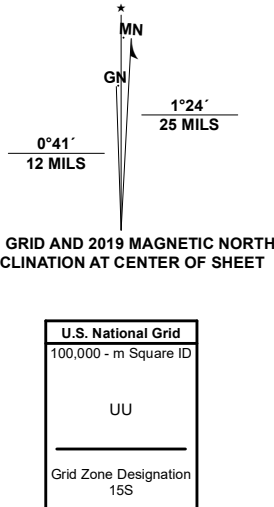 ★
MN
GN
1°24´
25 MILS
0°41´
12 MILS
GRID AND 2019 MAGNETIC NORTH
CLINATION AT CENTER OF SHEET
U.S. National Grid
100,000 - m Square ID
UU
Grid Zone Designation
15S